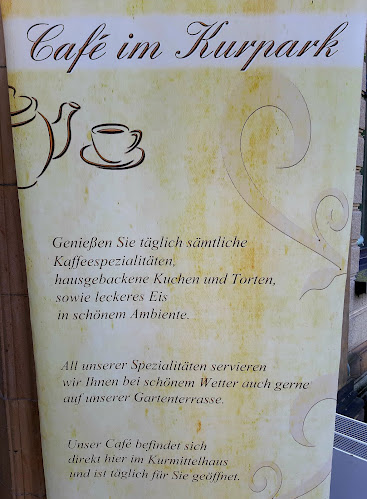 Café im Kurpark
Genießen Sie täglich sämtliche
Kaffeespezialitäten,
hausgebackene Kuchen und Torten,
sowie leckeres Eis
in schönem Ambiente.
All unserer Spezialitäten servieren
wir Ihnen bei schönem Wetter auch gerne
auf unserer Gartenterrasse.
Unser Café befindet sich
direkt hier im Kurmittelhaus
und ist täglich für Sie geöffnet.